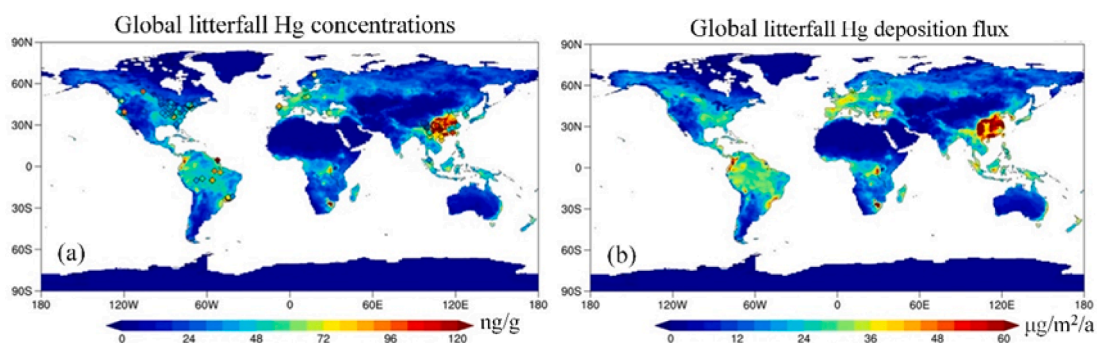 Global litterfall Hg concentrations
90N
60N
30N
0
30S
60S
90S
(a)
180 120W 60W 0 60E 120E 180
0 24 48 72 96 120
ng/g
Global litterfall Hg deposition flux
90N
60N
30N
0
30S
60S
90S
(b)
180 120W 60W 0 60E 120E 180
0 12 24 36 48 60
μg/m²/a